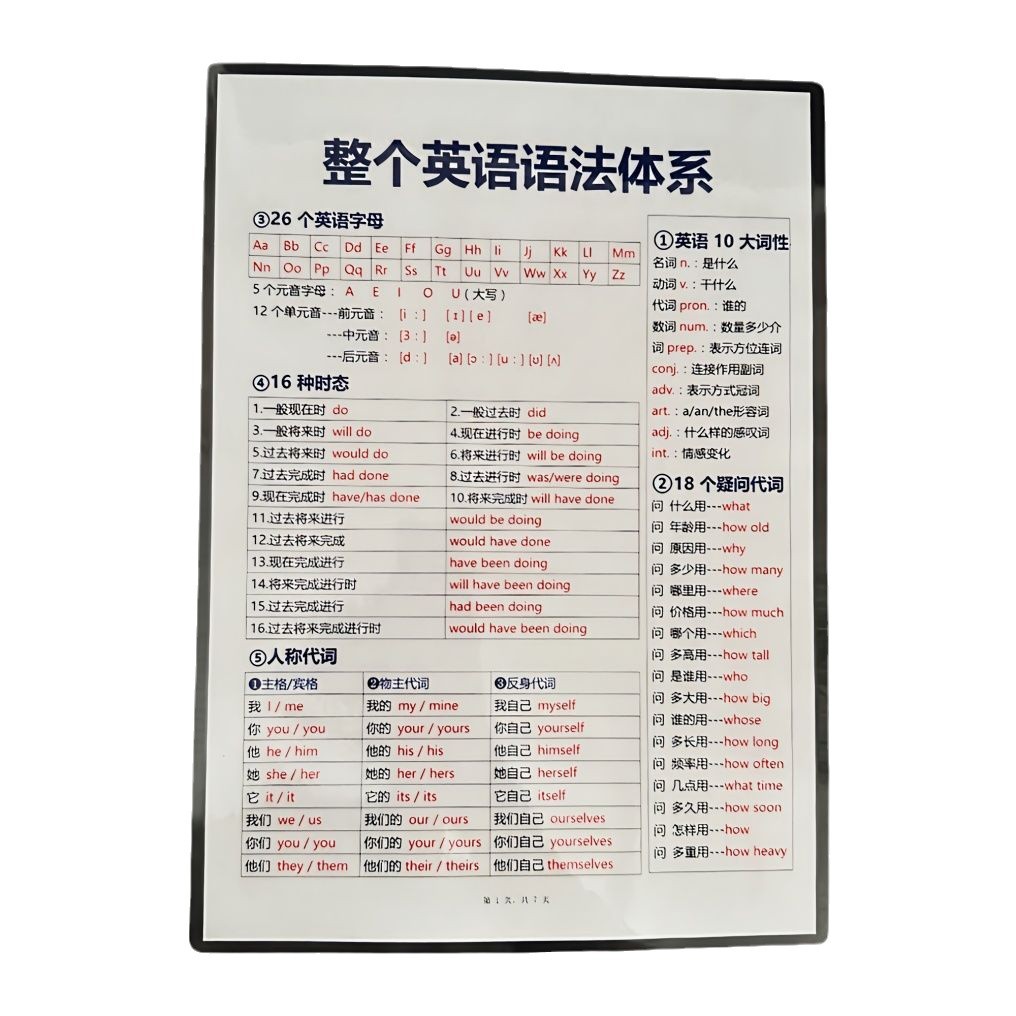 整个英语语法体系
③26 个英语字母
Aa Bb Cc Dd Ee Ff Gg Hh Ii Jj Kk Ll Mm
Nn Oo Pp Qq Rr Ss Tt Uu Vv Ww Xx Yy Zz
5 个元音字母： A E I O U（大写）
12 个单元音---前元音： [i：] [ɪ] [e] [æ]
---中元音： [3：] [ə]
---后元音： [d：] [a] [ɔ：] [u：] [ʊ] [ʌ]
④16 种时态
1.一般现在时 do 2.一般过去时 did
3.一般将来时 will do 4.现在进行时 be doing
5.过去将来时 would do 6.将来进行时 will be doing
7.过去完成时 had done 8.过去进行时 was/were doing
9.现在完成时 have/has done 10.将来完成时 will have done
11.过去将来进行 would be doing
12.过去将来完成 would have done
13.现在完成进行 have been doing
14.将来完成进行时 will have been doing
15.过去完成进行 had been doing
16.过去将来完成进行时 would have been doing
⑤人称代词
❶主格/宾格 ❷物主代词 ❸反身代词
我 I / me 我的 my / mine 我自己 myself
你 you / you 你的 your / yours 你自己 yourself
他 he / him 他的 his / his 他自己 himself
她 she / her 她的 her / hers 她自己 herself
它 it / it 它的 its / its 它自己 itself
我们 we / us 我们的 our / ours 我们自己 ourselves
你们 you / you 你们的 your / yours 你们自己 yourselves
他们 they / them 他们的 their / theirs 他们自己 themselves
①英语 10 大词性
名词 n.：是什么
动词 v.：干什么
代词 pron.：谁的
数词 num.：数量多少介
词 prep.：表示方位连词
conj.：连接作用副词
adv.：表示方式冠词
art.：a/an/the形容词
adj.：什么样的感叹词
int.：情感变化
②18 个疑问代词
问 什么用---what
问 年龄用---how old
问 原因用---why
问 多少用---how many
问 哪里用---where
问 价格用---how much
问 哪个用---which
问 多高用---how tall
问 是谁用---who
问 多大用---how big
问 谁的用---whose
问 多长用---how long
问 频率用---how often
问 几点用---what time
问 多久用---how soon
问 怎样用---how
问 多重用---how heavy